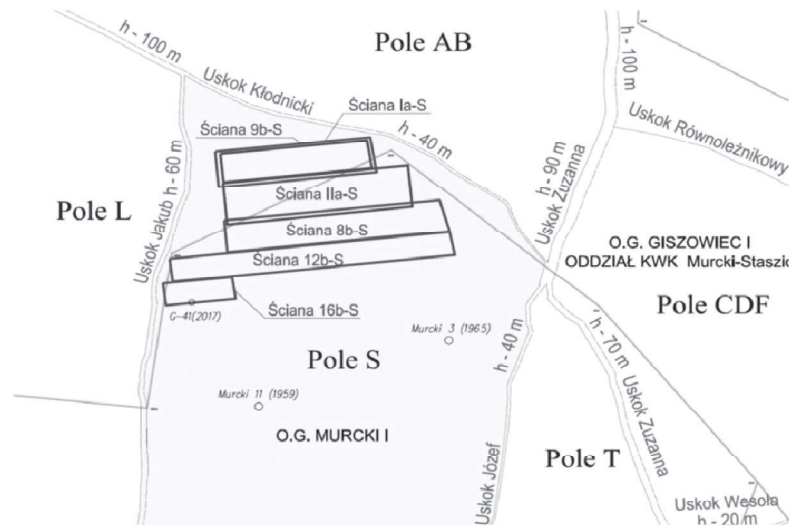 h - 100 m
Pole AB
h - 100 m
Uskok Kłodnicki
Ściana Ia-S
Ściana 9b-S
h - 40 m
Uskok Równoleżnikowy
h - 60 m
h - 90 m
Uskok Zuzanna
Ściana IIa-S
Pole L
Uskok Jakub
Ściana 8b-S
O.G. GISZOWIEC I
ODDZIAŁ KWK Murcki-Staszic
Ściana 12b-S
Pole CDF
G-41(2017)
Ściana 16b-S
Murcki 3 (1965)
h - 40 m
h - 70 m
Pole S
Uskok Zuzanna
Murcki 11 (1959)
O.G. MURCKI I
Pole T
Uskok Józef
Uskok Wesoła
h - 20 m